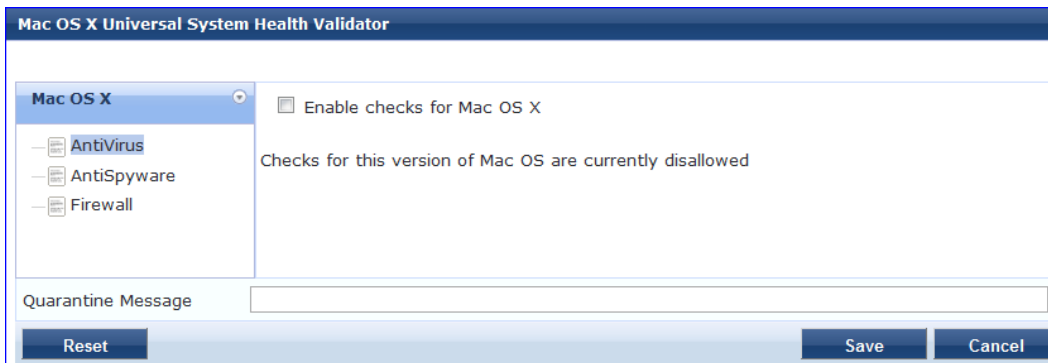 Mac OS X Universal System Health Validator
Mac OS X
Enable checks for Mac OS X
AntiVirus
Checks for this version of Mac OS are currently disallowed
AntiSpyware
Firewall
Quarantine Message
Reset
Save
Cancel